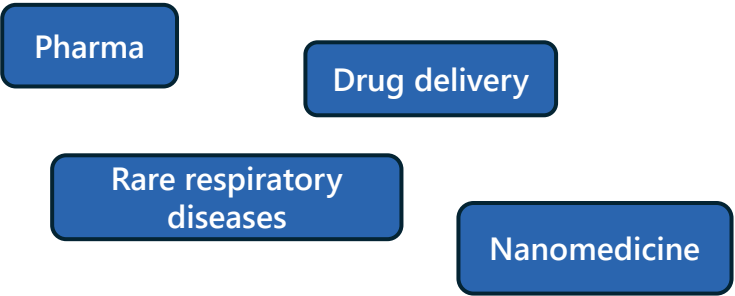 Pharma
Drug delivery
Rare respiratory
diseases
Nanomedicine